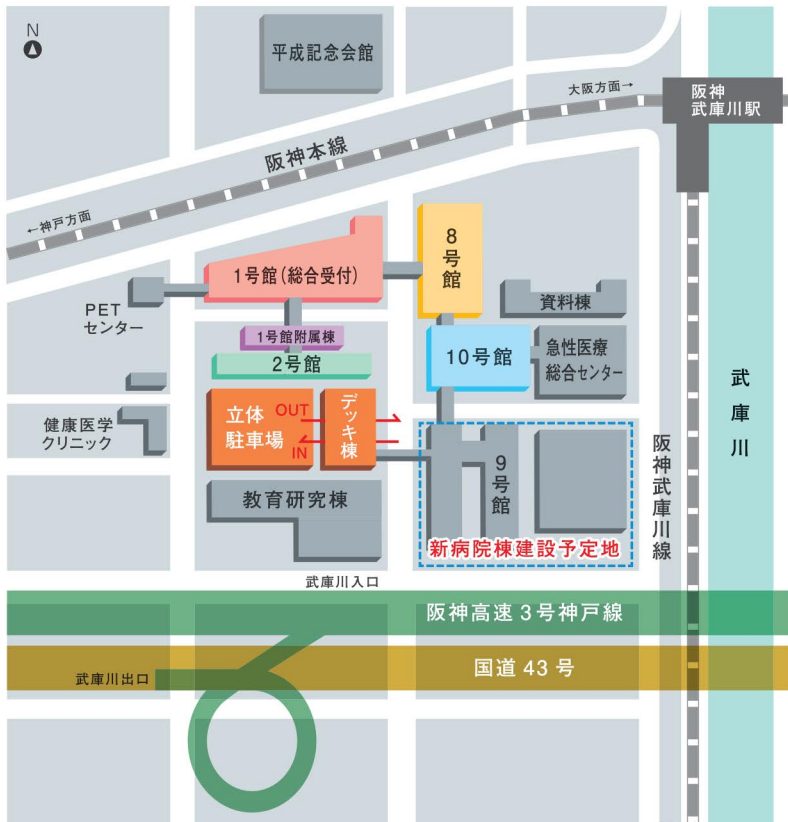 N
平成記念会館
大阪方面→
阪神
武庫川駅
阪神本線
←神戸方面
8号館
1号館(総合受付)
PET
センター
資料棟
1号館附属棟
2号館
10号館
急性医療
総合センター
武庫川
立体
駐車場
OUT
IN
デッキ棟
健康医学
クリニック
9号館
阪神武庫川線
教育研究棟
新病院棟建設予定地
武庫川入口
阪神高速3号神戸線
国道43号
武庫川出口